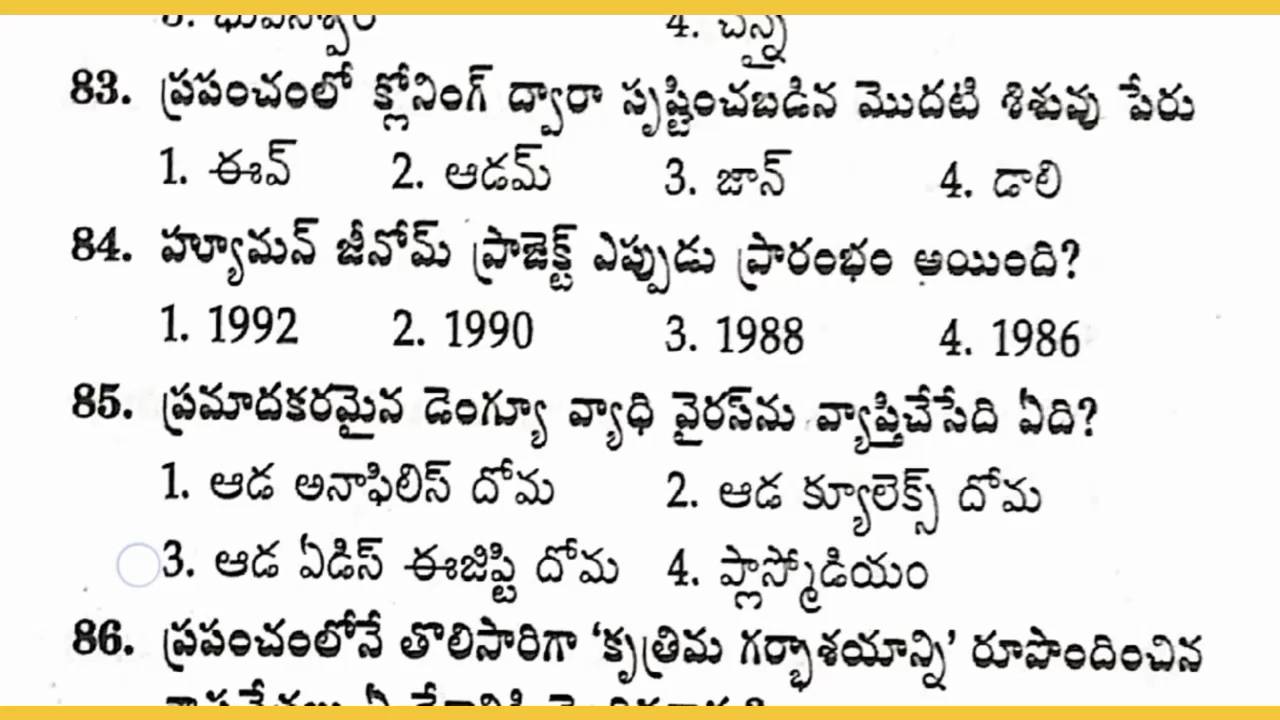 4. చెన్నై
83. ప్రపంచంలో క్లోనింగ్ ద్వారా సృష్టించబడిన మొదటి శిశువు పేరు
1. ఈవ్ 2. ఆడమ్ 3. జాన్ 4. డాలి
84. హ్యూమన్ జీనోమ్ ప్రాజెక్ట్ ఎప్పుడు ప్రారంభం అయింది?
1. 1992 2. 1990 3. 1988 4. 1986
85. ప్రమాదకరమైన డెంగ్యూ వ్యాధి వైరస్‌ను వ్యాప్తిచేసేది ఏది?
1. ఆడ అనాఫిలిస్ దోమ 2. ఆడ క్యూలెక్స్ దోమ
3. ఆడ ఏడిస్ ఈజిప్టి దోమ 4. ప్లాస్మోడియం
86. ప్రపంచంలోనే తొలిసారిగా ‘కృత్రిమ గర్భాశయాన్ని’ రూపొందించిన